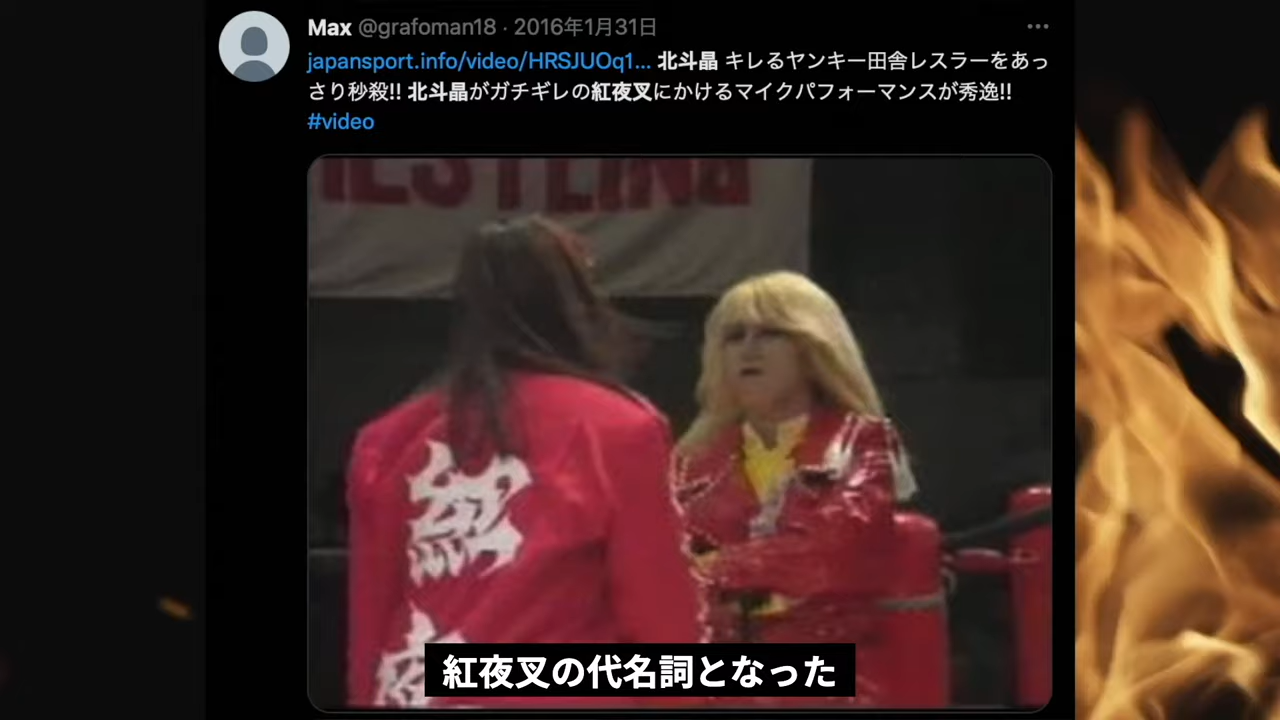 Max @grafoman18 · 2016年1月31日
japansport.info/video/HRSJUOq1... 北斗晶 キレるヤンキー田舎レスラーをあっ
さり秒殺!! 北斗晶がガチギレの紅夜叉にかけるマイクパフォーマンスが秀逸!!
#video
紅夜叉の代名詞となった